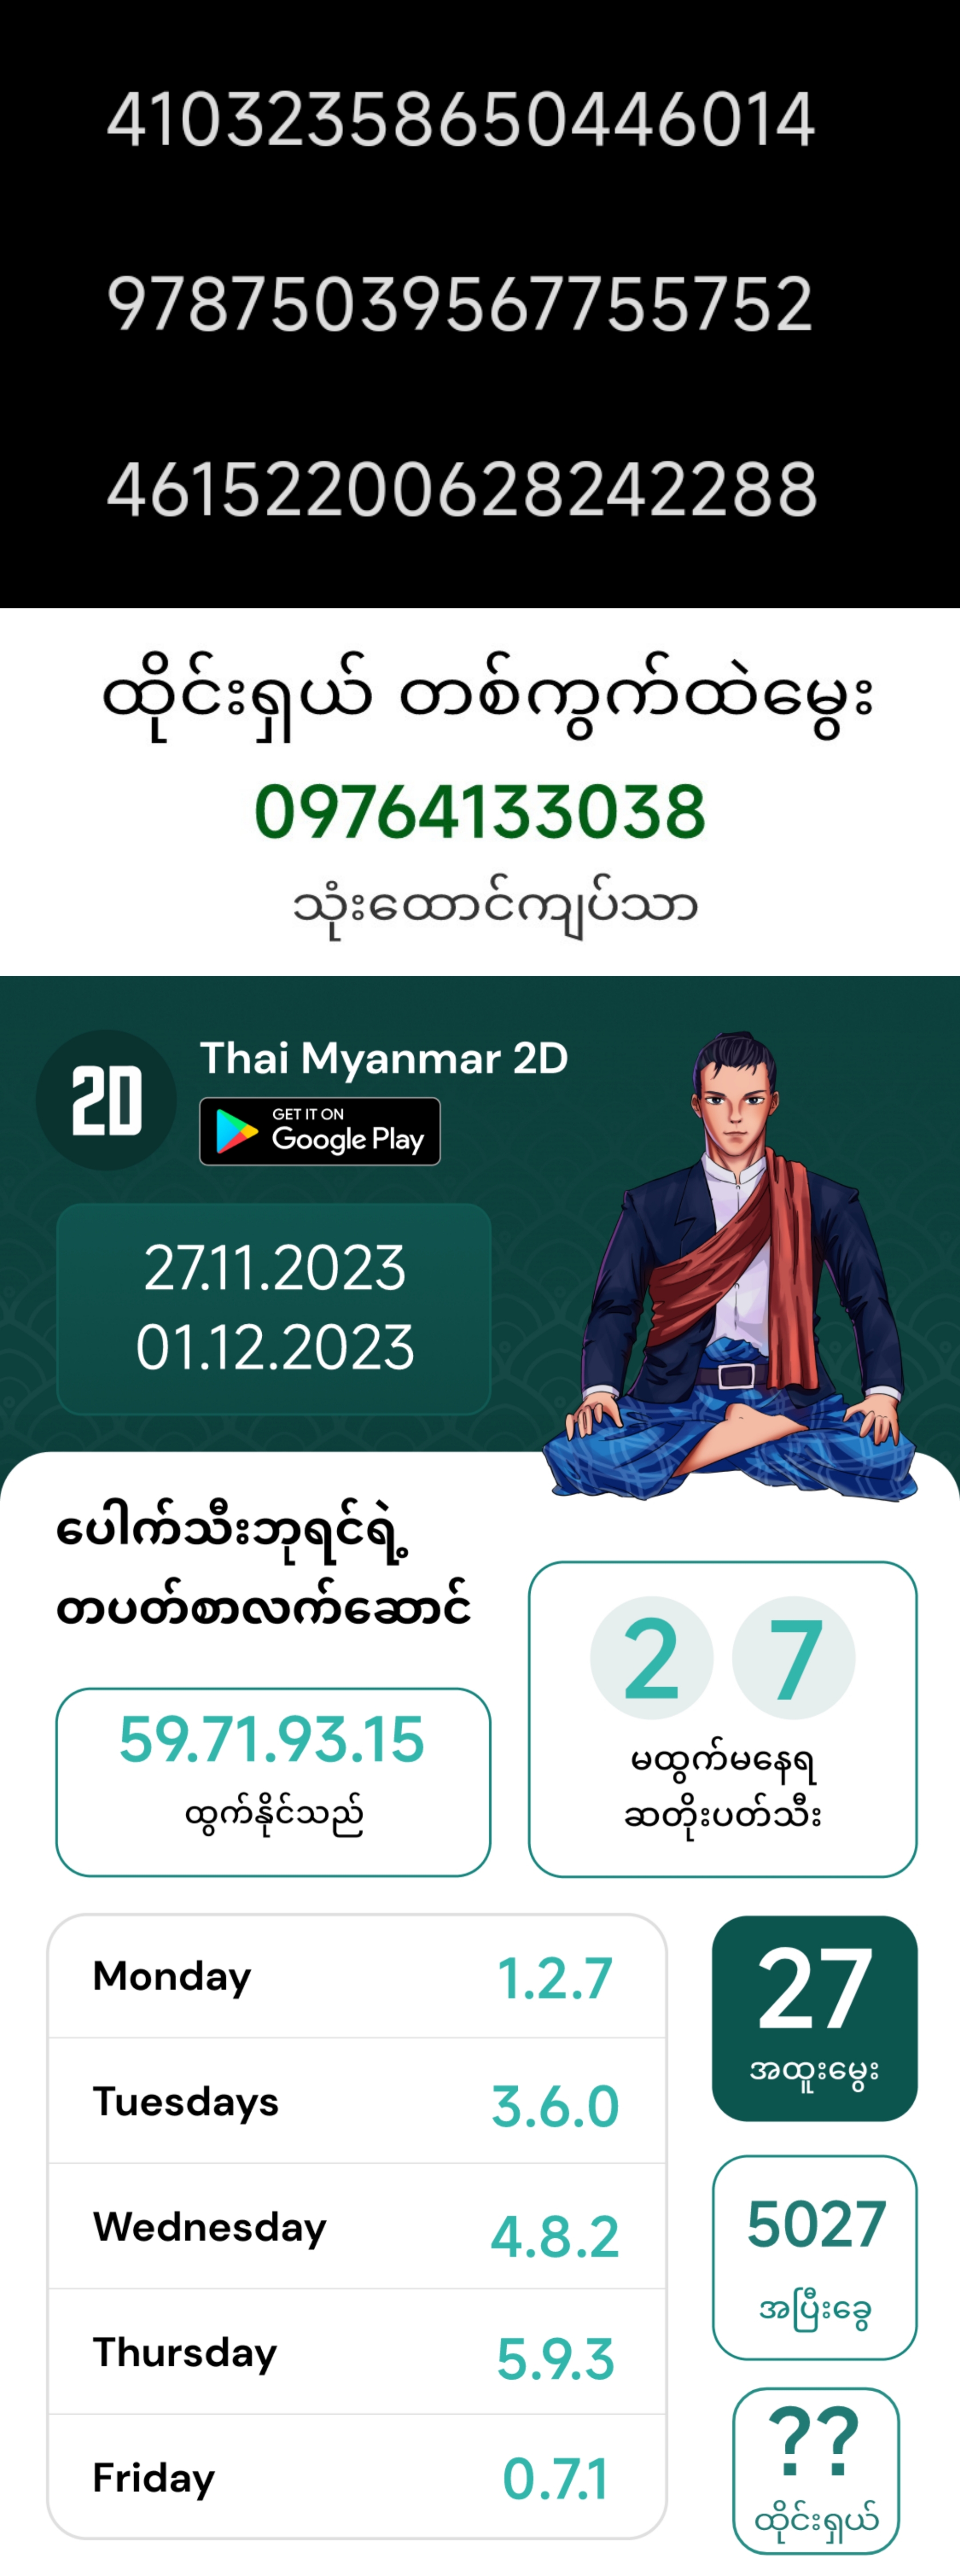 41032358650446014
97875039567755752
46152200628242288
ထိုင်းရှယ် တစ်ကွက်ထဲမွေး
09764133038
သုံးထောင်ကျပ်သာ
2D
Thai Myanmar 2D
GET IT ON
Google Play
27.11.2023
01.12.2023
ပေါက်သီးဘုရင်ရဲ့
တပတ်စာလက်ဆောင်
2 7
မထွက်မနေရ
ဆတိုးပတ်သီး
59.71.93.15
ထွက်နိုင်သည်
Monday 1.2.7
Tuesdays 3.6.0
Wednesday 4.8.2
Thursday 5.9.3
Friday 0.7.1
27
အထူးမွေး
5027
အပြီးခွေ
??
ထိုင်းရှယ်